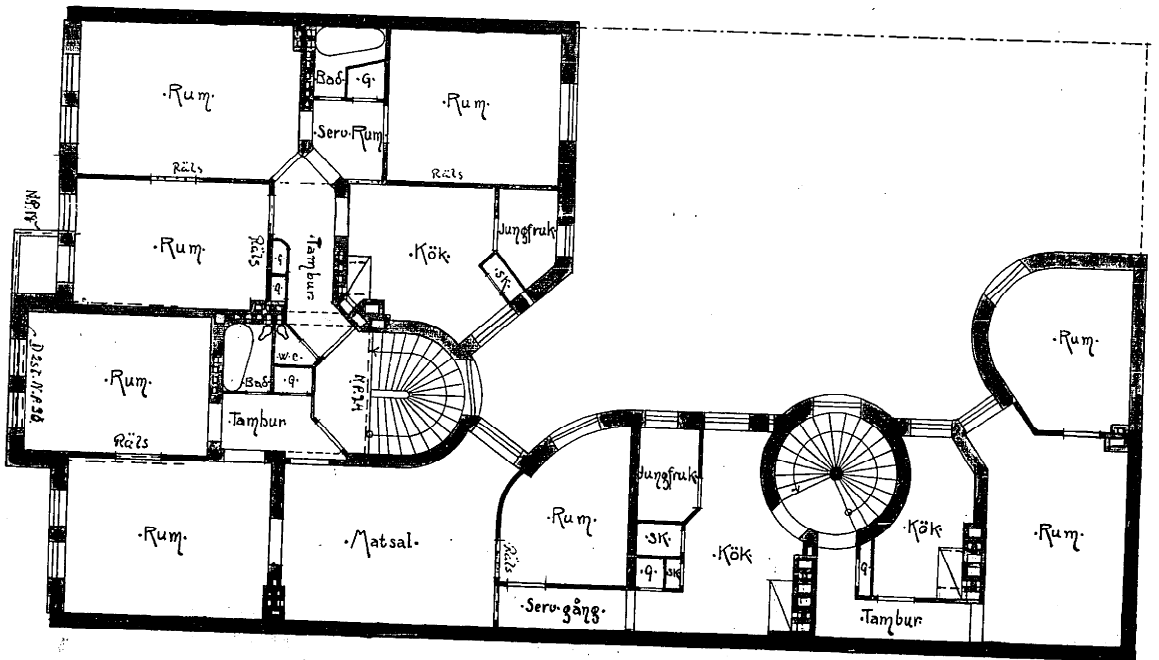 ·Rum·
Bad
·G·
·Rum·
Serv. Rum
Räls
Räls
N.P.
·Rum·
Räls
Tambur
·Kök·
Jungfruk.
·SK·
G
G
·Rum·
W.C.
·Bad·
·G·
Räls
Tambur
·Rum·
·Matsal·
·Rum·
Räls
·Serv. gång·
Jungfruk.
·SK·
·G·
SK
·Kök·
·Kök·
G
Tambur
·Rum·
·Rum·